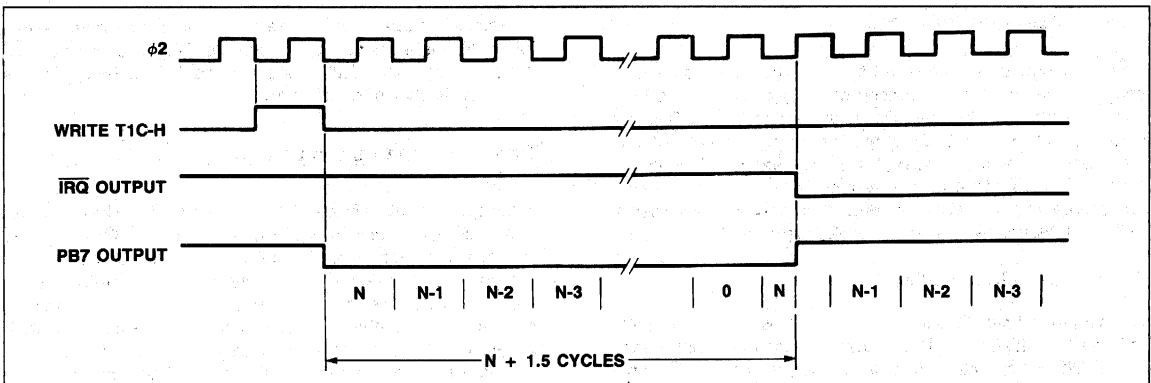 ϕ2
WRITE T1C-H
IRQ OUTPUT
PB7 OUTPUT
N | N-1 | N-2 | N-3 | | 0 | N | | N-1 | N-2 | N-3 |
N + 1.5 CYCLES